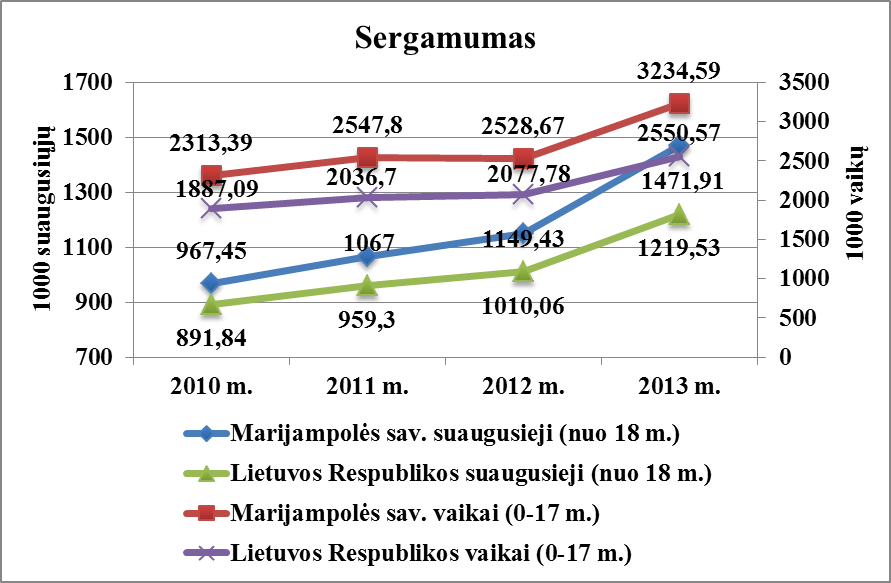 Sergamumas
1700
1500
1300
1100
900
700
1000 suaugusiųjų
3500
3000
2500
2000
1500
1000
500
0
1000 vaikų
2313,39
2547,8
2528,67
3234,59
1887,09
2036,7
2077,78
2550,57
967,45
1067
1149,43
1471,91
891,84
959,3
1010,06
1219,53
2010 m.
2011 m.
2012 m.
2013 m.
Marijampolės sav. suaugusieji (nuo 18 m.)
Lietuvos Respublikos suaugusieji (nuo 18 m.)
Marijampolės sav. vaikai (0-17 m.)
Lietuvos Respublikos vaikai (0-17 m.)